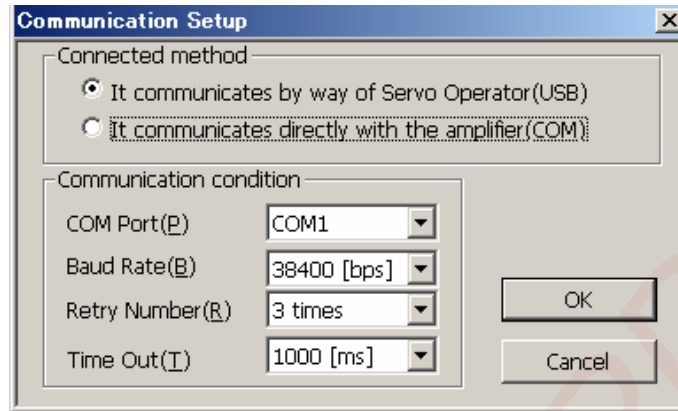 Communication Setup
Connected method
It communicates by way of Servo Operator(USB)
It communicates directly with the amplifier(COM)
Communication condition
COM Port(P) COM1
Baud Rate(B) 38400 [bps]
Retry Number(R) 3 times
Time Out(T) 1000 [ms]
OK
Cancel